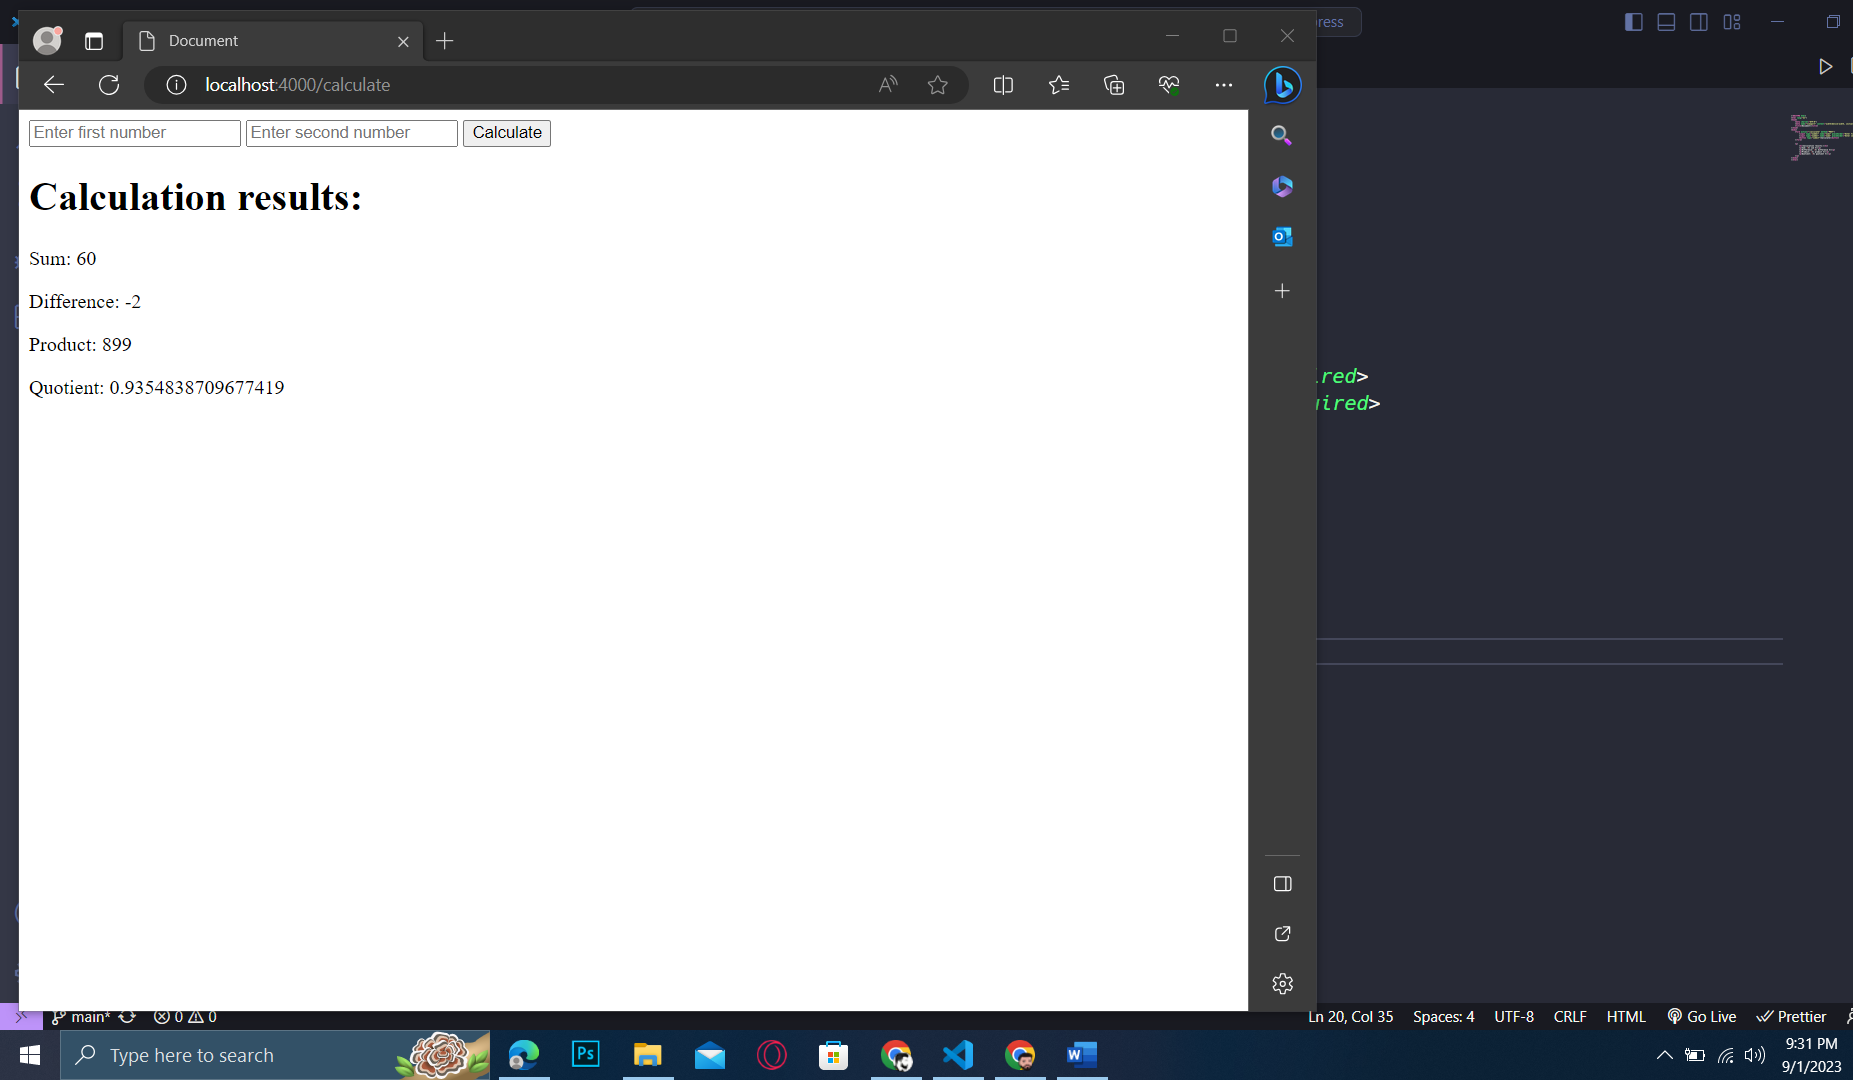 ress
Document
localhost:4000/calculate
Enter first number Enter second number Calculate
Calculation results:
Sum: 60
Difference: -2
Product: 899
Quotient: 0.9354838709677419
ired>
uired>
main* 0 0
Ln 20, Col 35 Spaces: 4 UTF-8 CRLF HTML Go Live Prettier
Type here to search
Ps
9:31 PM
9/1/2023